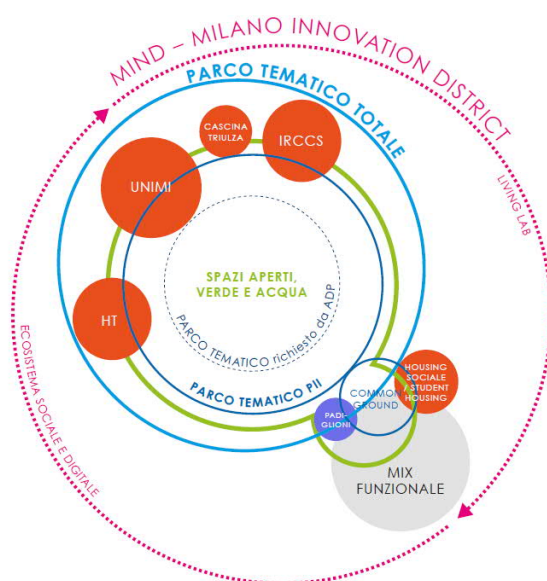 MIND – MILANO INNOVATION DISTRICT
PARCO TEMATICO TOTALE
CASCINA
TRIULZA
IRCCS
UNIMI
LIVING LAB
SPAZI APERTI,
VERDE E ACQUA
HT
PARCO TEMATICO richiesto da ADP
PARCO TEMATICO PII
ECOSISTEMA SOCIALE E DIGITALE
HOUSING
SOCIALE
/ STUDENT
HOUSING
COMMON
GROUND
PADI-
GLIONI
MIX
FUNZIONALE